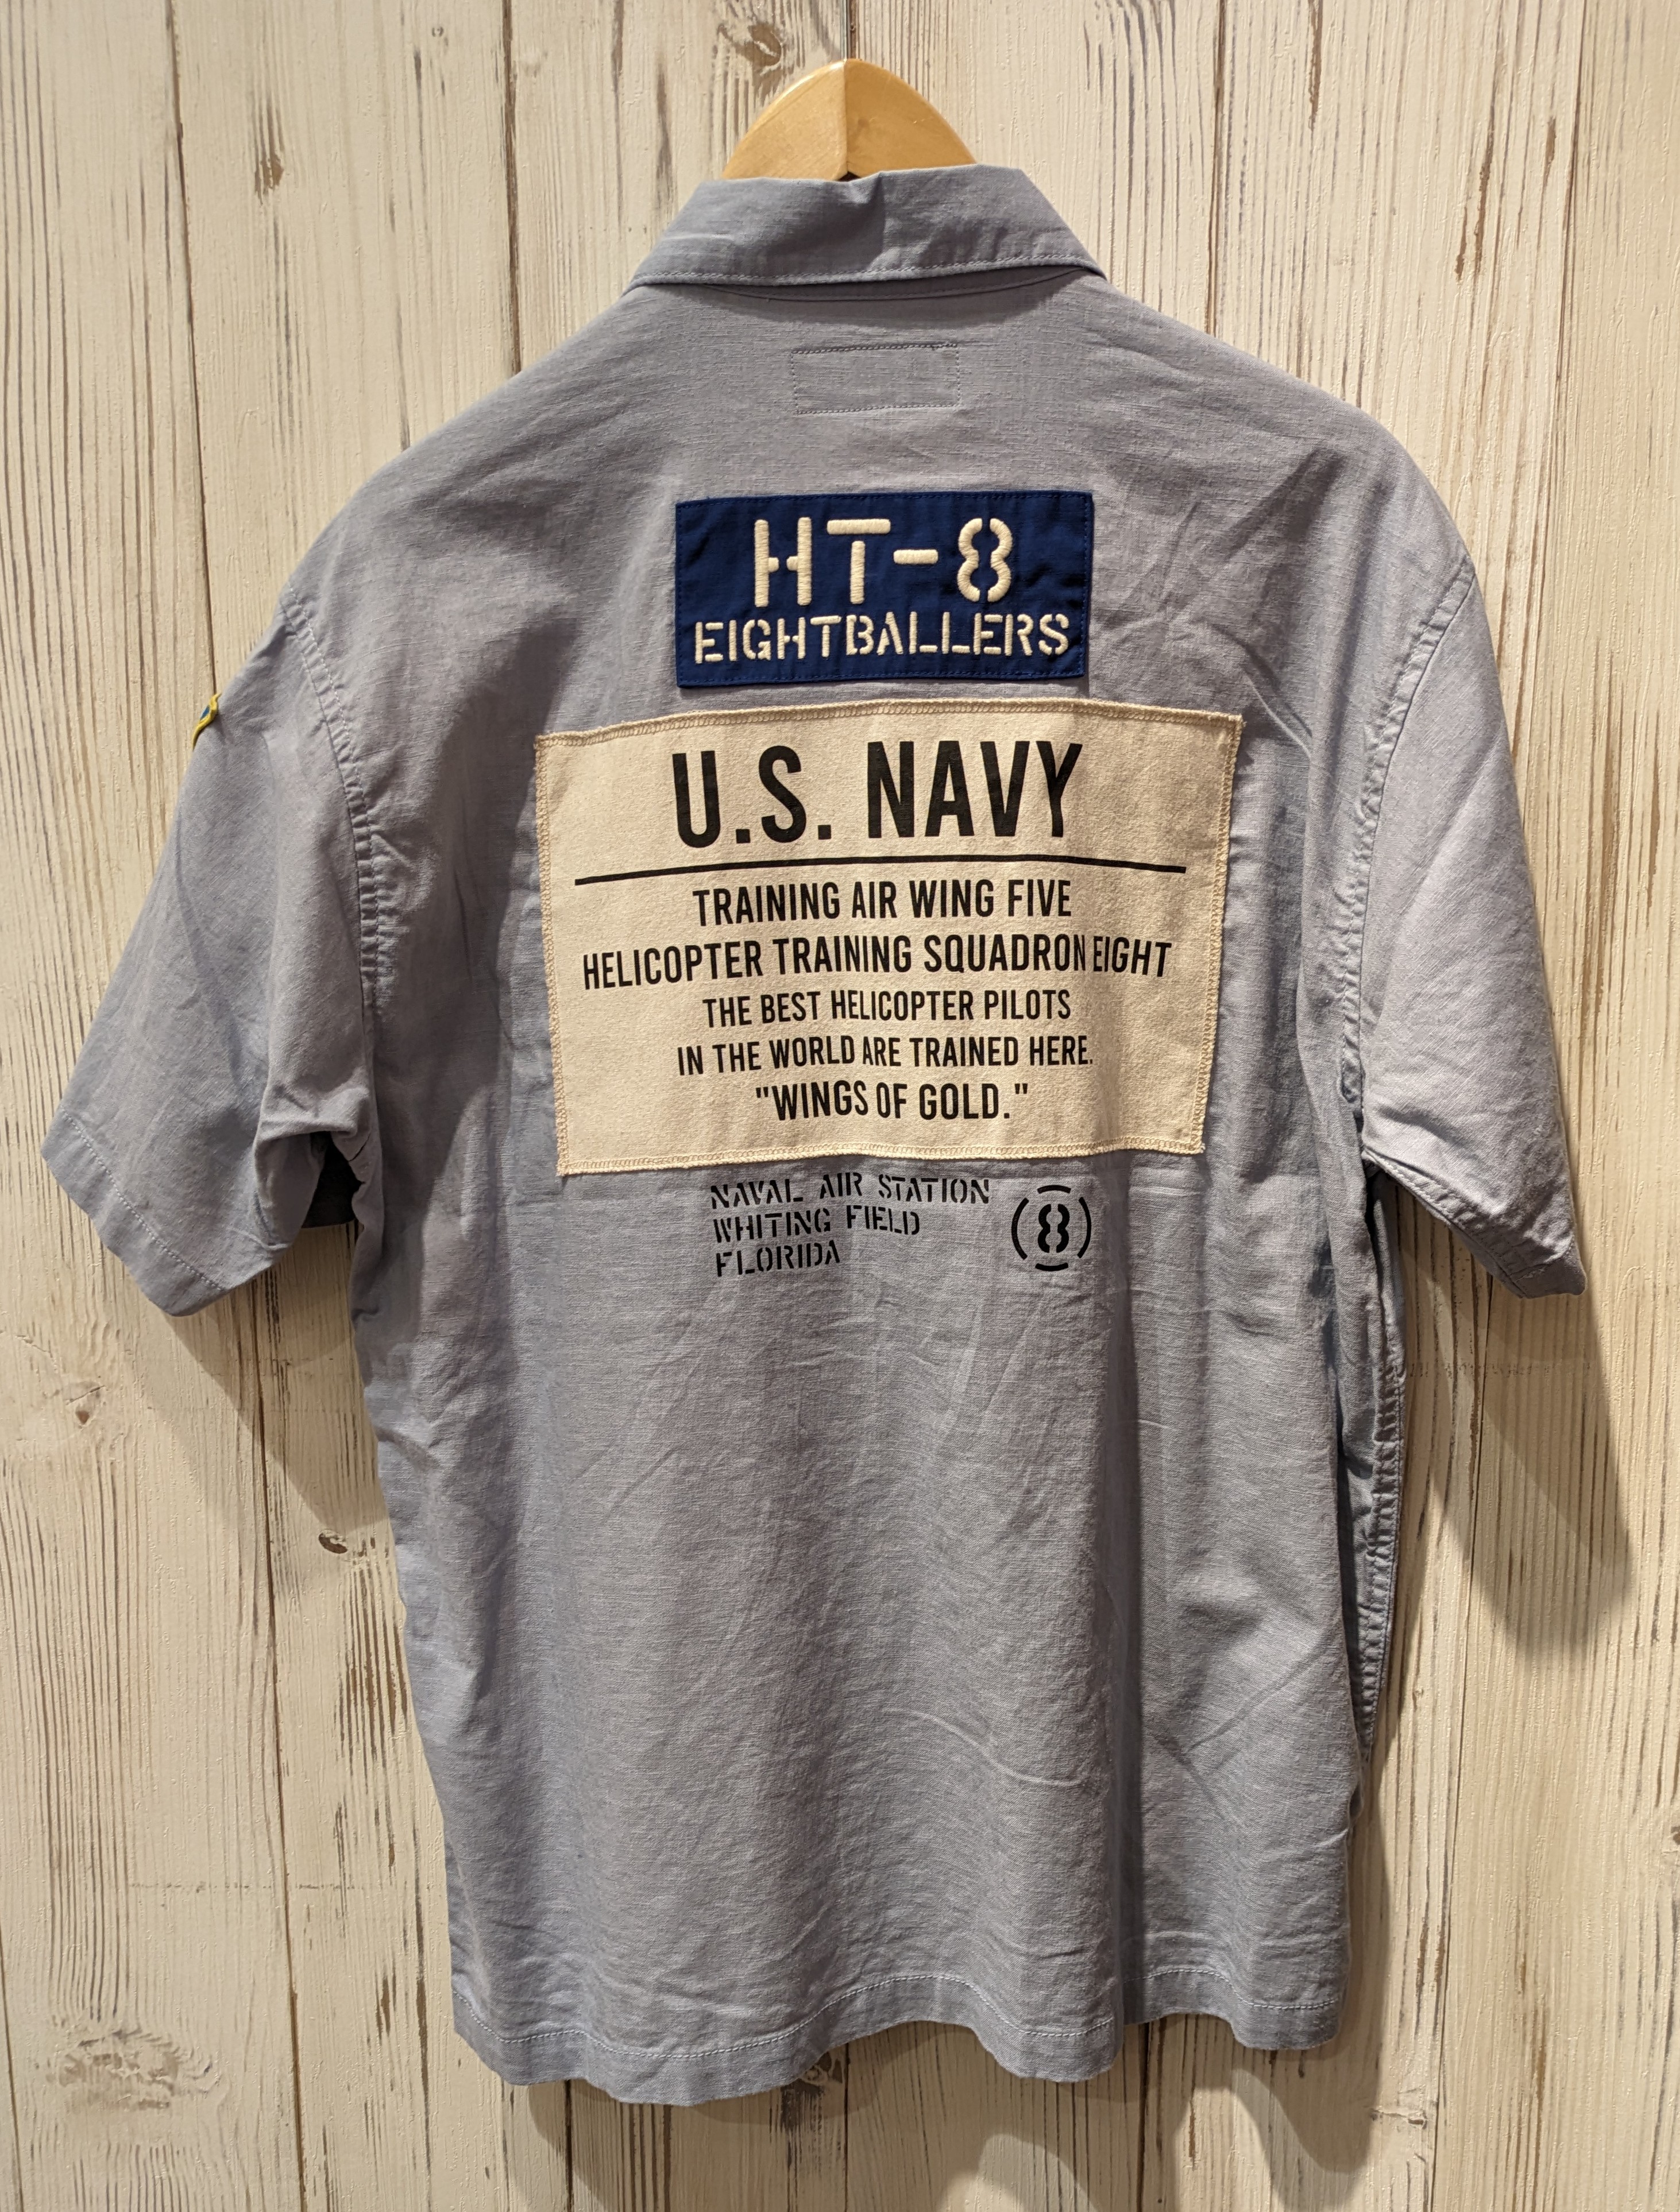 HT-8
EIGHTBALLERS
U.S. NAVY
TRAINING AIR WING FIVE
HELICOPTER TRAINING SQUADRON EIGHT
THE BEST HELICOPTER PILOTS
IN THE WORLD ARE TRAINED HERE.
"WINGS OF GOLD."
NAVAL AIR STATION
WHITING FIELD
FLORIDA
(8)